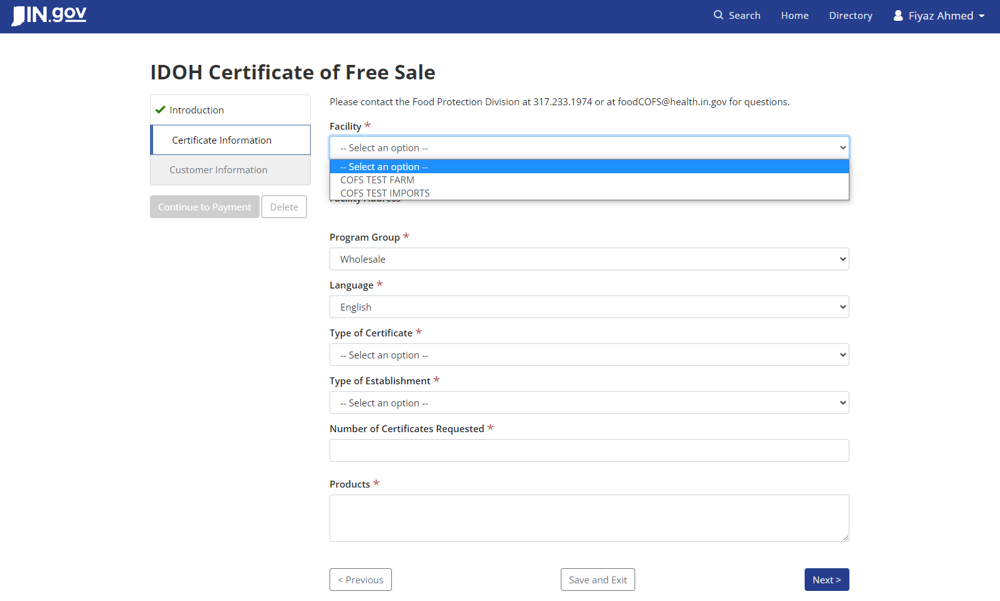 IN.gov
Search Home Directory Fiyaz Ahmed
IDOH Certificate of Free Sale
Introduction
Certificate Information
Customer Information
Continue to Payment Delete
Please contact the Food Protection Division at 317.233.1974 or at foodCOFS@health.in.gov for questions.
Facility *
-- Select an option --
-- Select an option --
COFS TEST FARM
COFS TEST IMPORTS
Facility Address
Program Group *
Wholesale
Language *
English
Type of Certificate *
-- Select an option --
Type of Establishment *
-- Select an option --
Number of Certificates Requested *
Products *
< Previous Save and Exit Next >